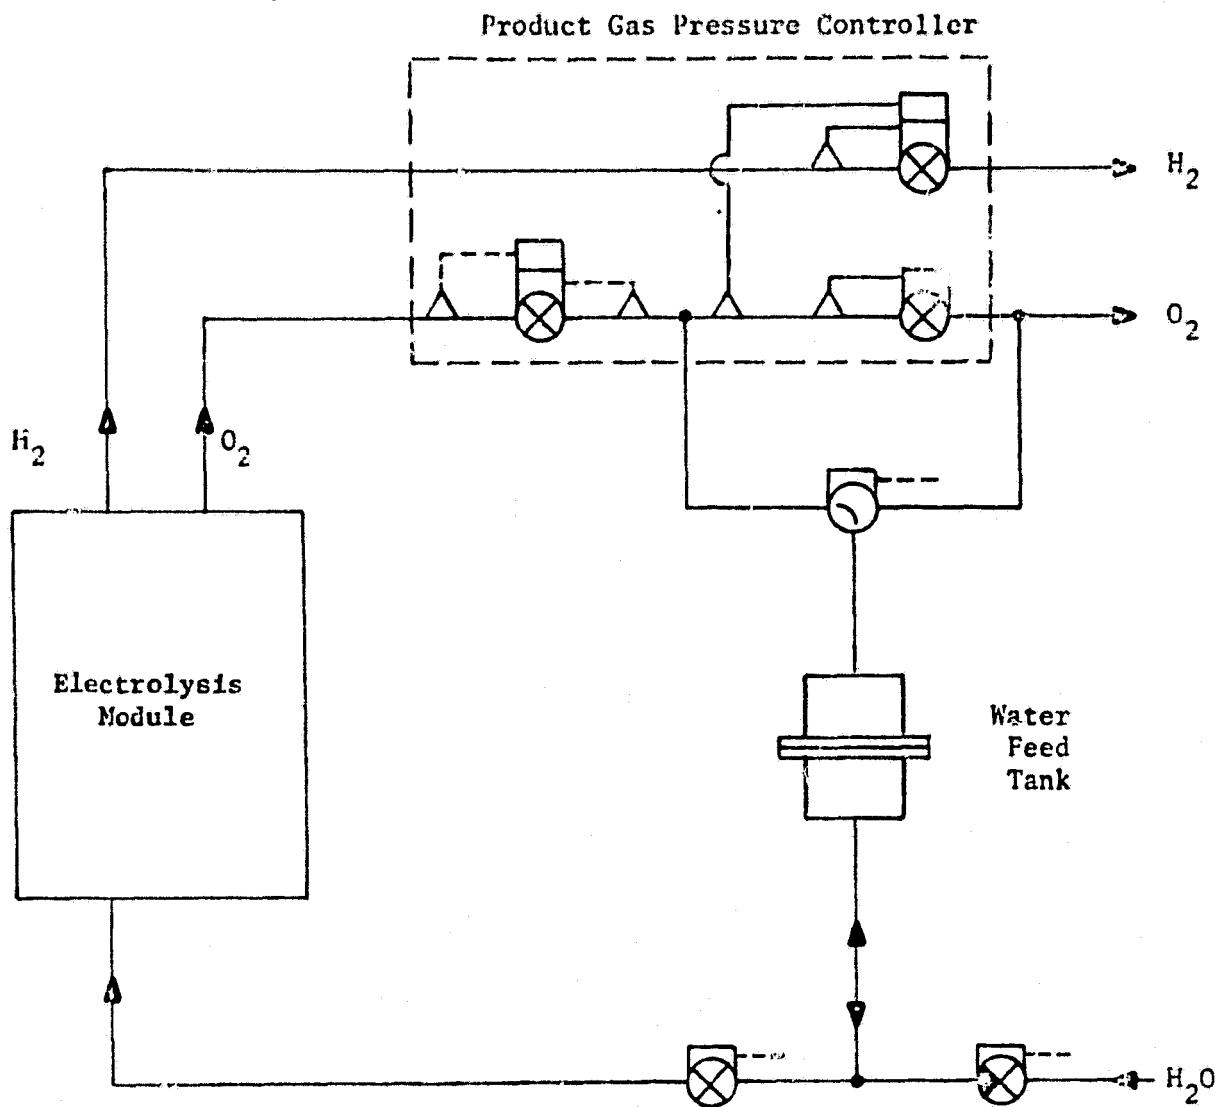 Product Gas Pressure Controller
H2
O2
H2
O2
Electrolysis
Module
Water
Feed
Tank
H2O